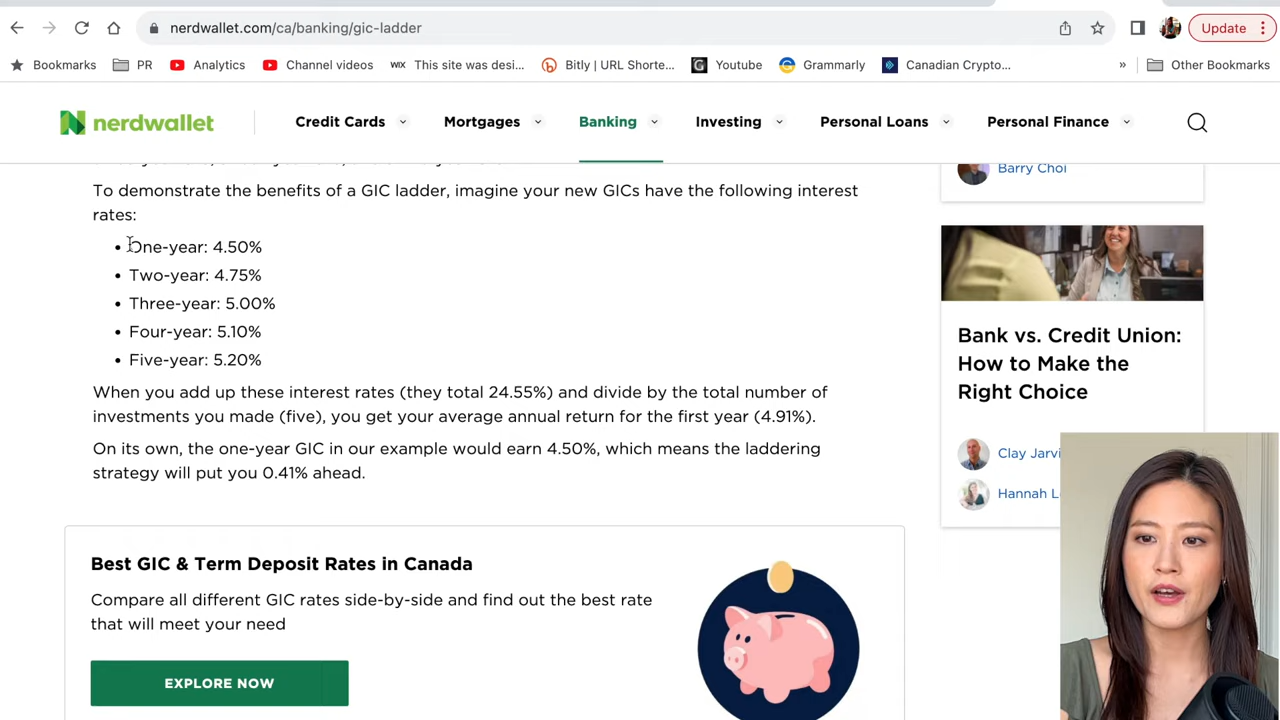 nerdwallet.com/ca/banking/gic-ladder
Update
Bookmarks
PR
Analytics
Channel videos
WIX
This site was desi...
Bitly | URL Shorte...
G
Youtube
Grammarly
Canadian Crypto...
»
Other Bookmarks
nerdwallet
Credit Cards
Mortgages
Banking
Investing
Personal Loans
Personal Finance
To demonstrate the benefits of a GIC ladder, imagine your new GICs have the following interest
rates:
• One-year: 4.50%
• Two-year: 4.75%
• Three-year: 5.00%
• Four-year: 5.10%
• Five-year: 5.20%
When you add up these interest rates (they total 24.55%) and divide by the total number of
investments you made (five), you get your average annual return for the first year (4.91%).
On its own, the one-year GIC in our example would earn 4.50%, which means the laddering
strategy will put you 0.41% ahead.
Best GIC & Term Deposit Rates in Canada
Compare all different GIC rates side-by-side and find out the best rate
that will meet your need
EXPLORE NOW
Barry Choi
Bank vs. Credit Union:
How to Make the
Right Choice
Clay Jarvi
Hannah L